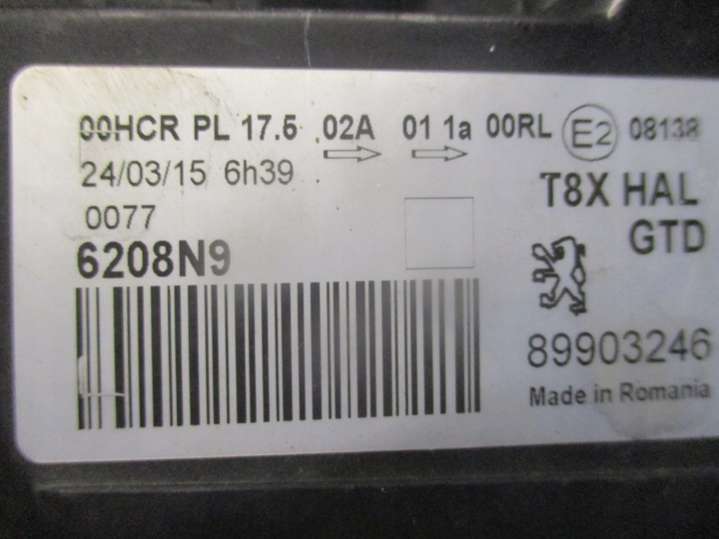 00HCR PL 17.5 02A 01 1a 00RL E2 08138
24/03/15 6h39
0077
6208N9
T8X HAL
GTD
89903246
Made in Romania